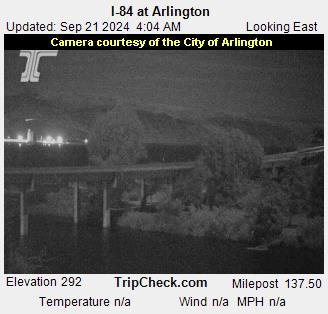 I-84 at Arlington
Updated: Sep 21 2024 4:04 AM Looking East
Camera courtesy of the City of Arlington
Elevation 292 TripCheck.com Milepost 137.50
Temperature n/a Wind n/a MPH n/a